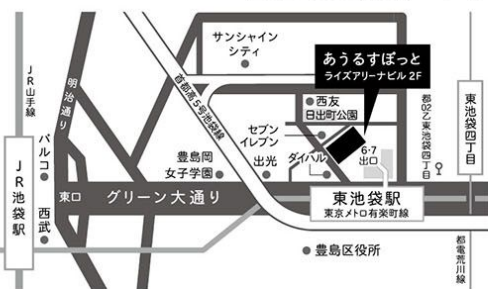 サンシャイン
シティ
あうるすぽっと
ライズアリーナビル 2F
JR山手線
明治通り
首都高5号池袋線
西友
日出町公園
都02乙東池袋四丁目
東池袋四丁目
セブン
イレブン
6・7
出口
JR池袋駅
パルコ
豊島岡
女子学園
出光
ダイハル
東口
グリーン大通り
東池袋駅
東京メトロ有楽町線
西武
豊島区役所
都電荒川線